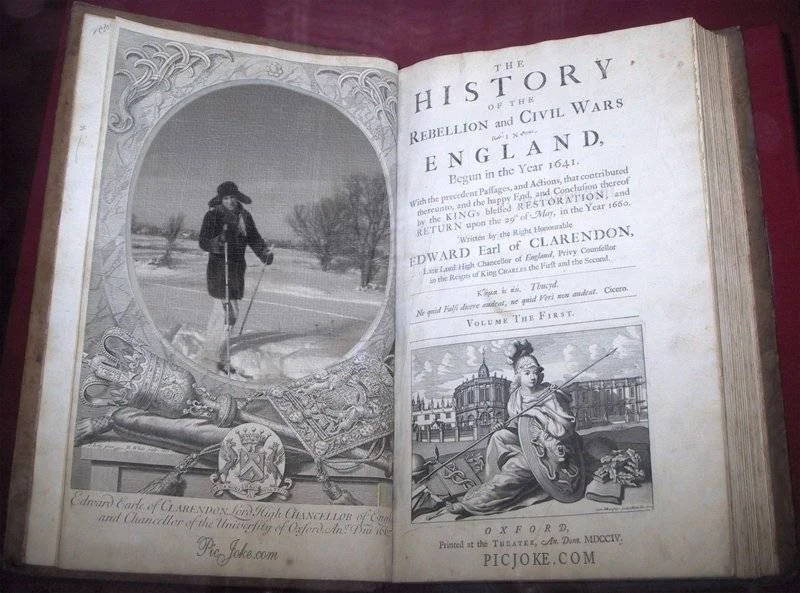 Edward Earle of CLARENDON, Lord High CHANCELLOR of Engl
and Chancellor of the University of Oxford, An.º Dni
Pic Joke.com
THE
HISTORY
OF THE
REBELLION and CIVIL WARS
IN
ENGLAND,
Begun in the Year 1641.
With the precedent Paſſages, and Actions, that contributed
thereunto, and the happy End, and Concluſion thereof
by the KING's bleſſed RESTORATION, and
RETURN upon the 29th of May, in the Year 1660.
Written by the Right Honourable
EDWARD Earl of CLARENDON,
Late Lord High Chancellor of England, Privy Counſellor
in the Reigns of King CHARLES the Firſt and the Second.
Thucyd.
Ne quid Falſi dicere audeat, ne quid Veri non audeat. Cicero.
VOLUME THE FIRST.
OXFORD,
Printed at the THEATER, An. Dom. MDCCIV.
PICJOKE.COM